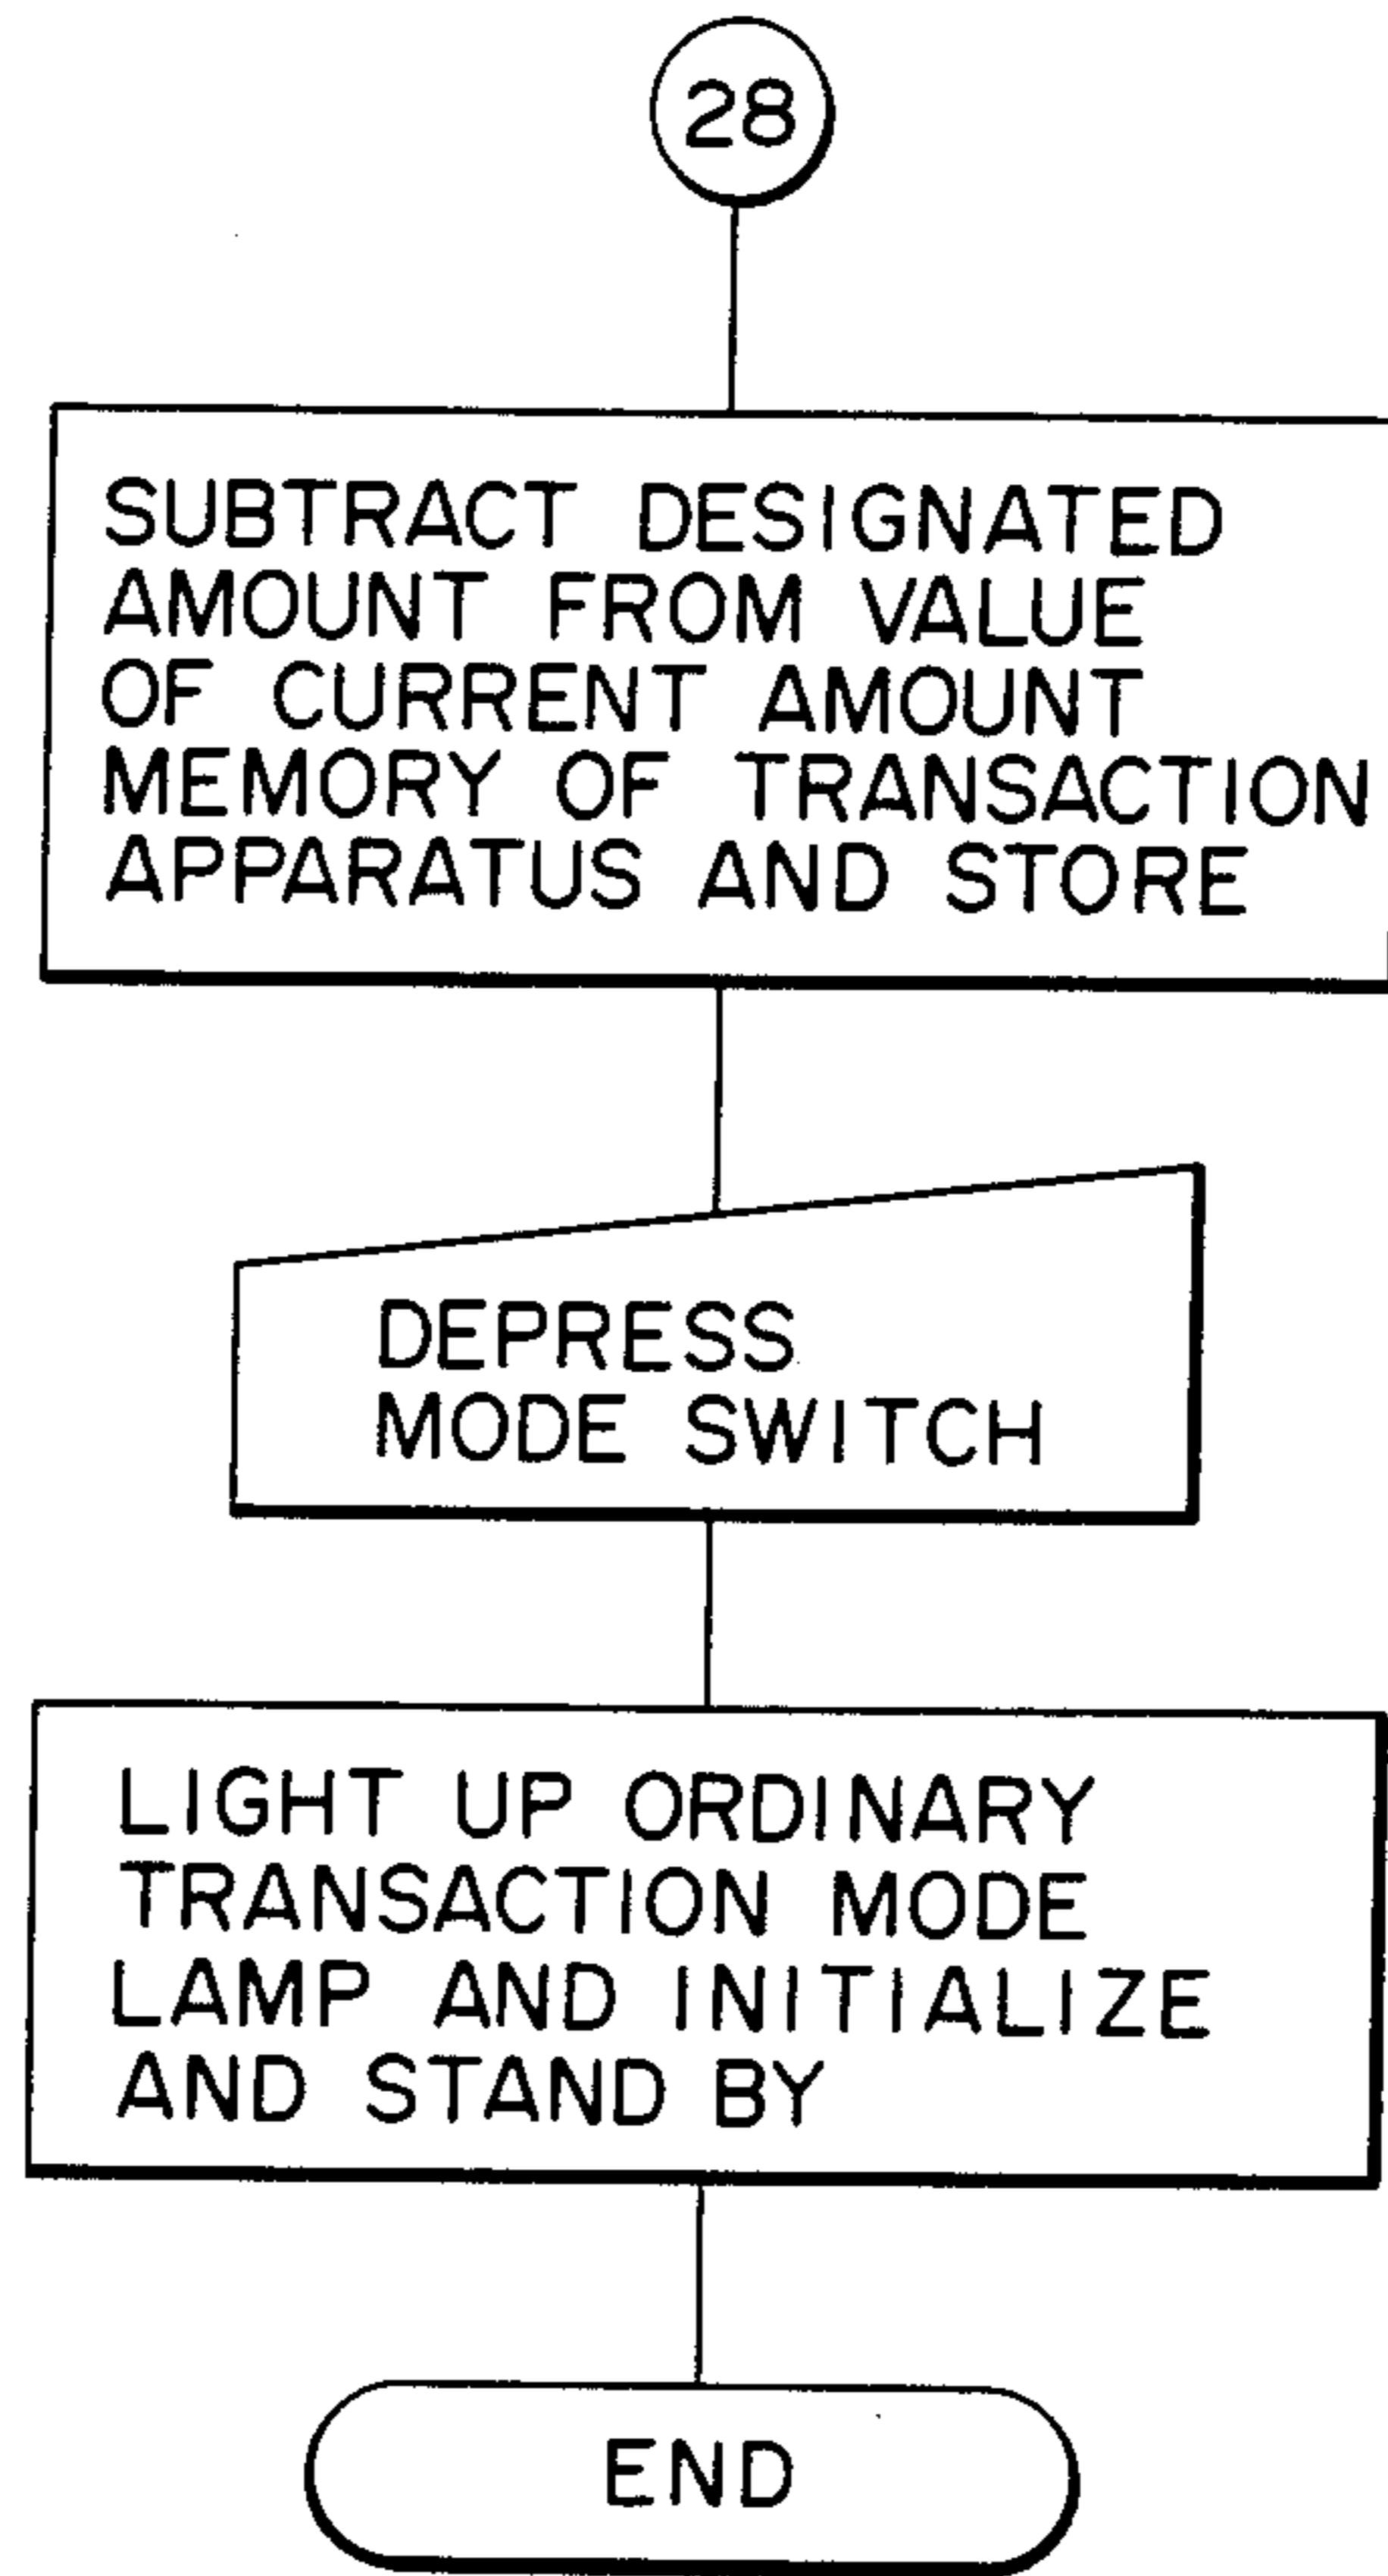 28
SUBTRACT DESIGNATED
AMOUNT FROM VALUE
OF CURRENT AMOUNT
MEMORY OF TRANSACTION
APPARATUS AND STORE
DEPRESS
MODE SWITCH
LIGHT UP ORDINARY
TRANSACTION MODE
LAMP AND INITIALIZE
AND STAND BY
END